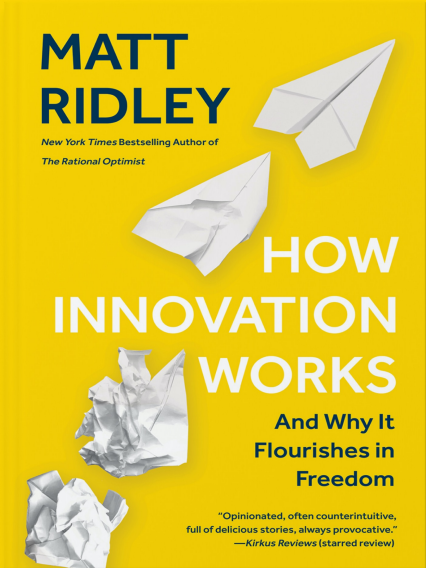 MATT
RIDLEY
New York Times Bestselling Author of
The Rational Optimist
HOW
INNOVATION
WORKS
And Why It
Flourishes in
Freedom
“Opinionated, often counterintuitive,
full of delicious stories, always provocative.”
—Kirkus Reviews (starred review)